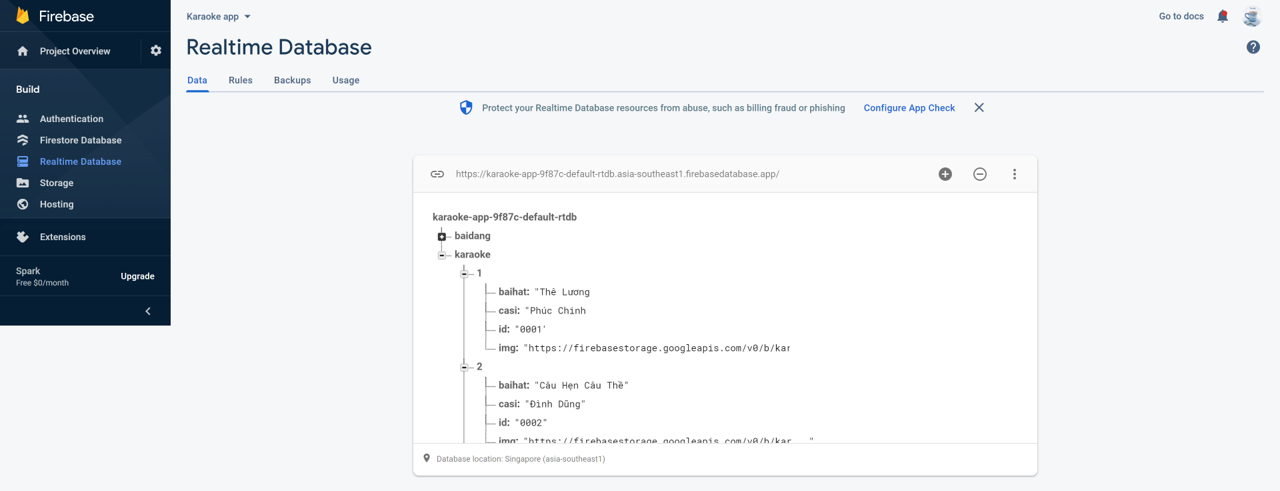 Firebase
Karaoke app
Go to docs
Project Overview
Realtime Database
Build
Data Rules Backups Usage
Protect your Realtime Database resources from abuse, such as billing fraud or phishing Configure App Check
Authentication
Firestore Database
Realtime Database
Storage
Hosting
Extensions
Spark
Free $0/month
Upgrade
https://karaoke-app-9f87c-default-rtdb.asia-southeast1.firebasedatabase.app/
karaoke-app-9f87c-default-rtdb
baidang
karaoke
1
baihat: "Thê Lương
casi: "Phúc Chinh
id: "0001'
img: "https://firebasestorage.googleapis.com/v0/b/kar
2
baihat: "Câu Hẹn Câu Thề"
casi: "Đình Dũng"
id: "0002"
img: "https://firebasestorage.googleapis.com/v0/b/kar..."
Database location: Singapore (asia-southeast1)